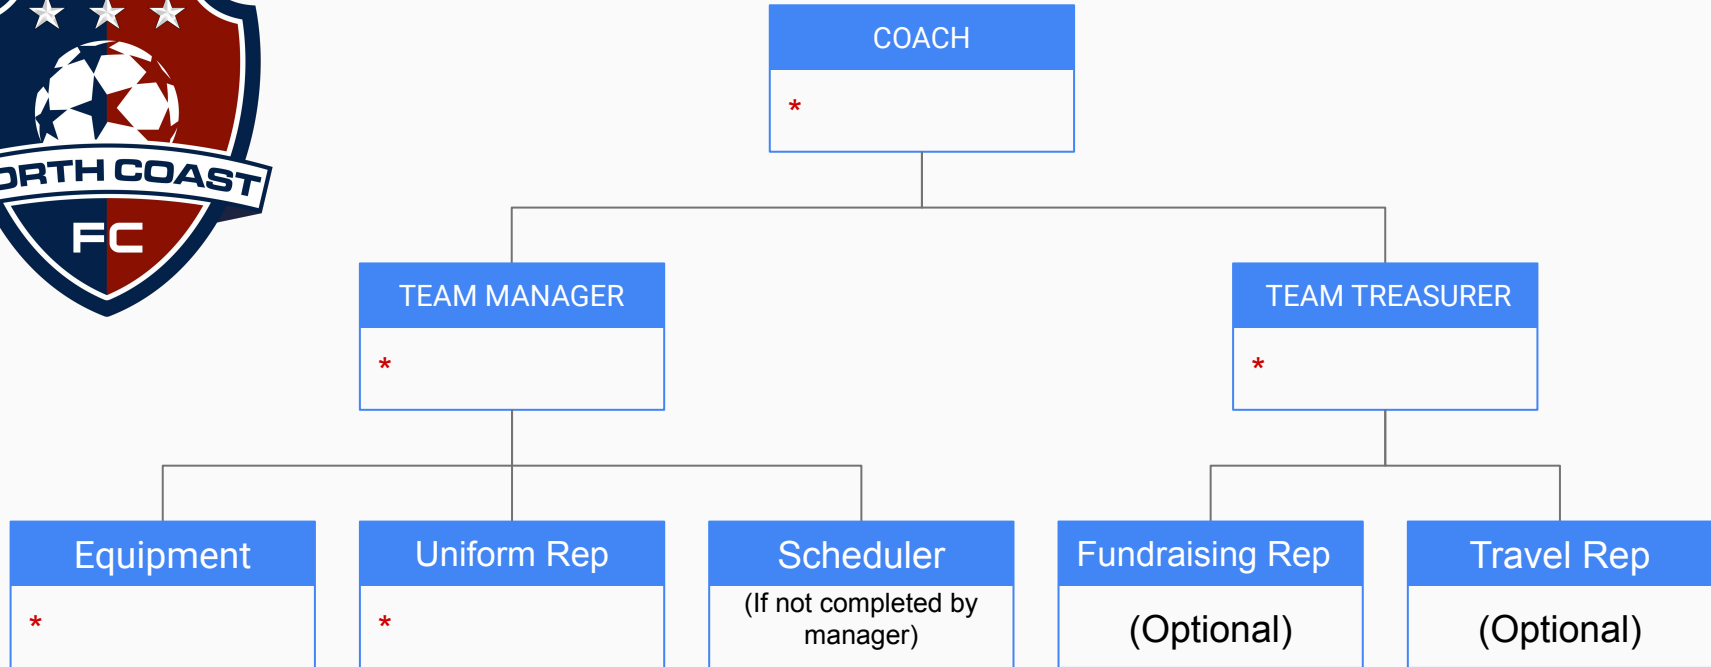 COACH
*
ORTH COAST
FC
TEAM MANAGER
*
TEAM TREASURER
*
Equipment
*
Uniform Rep
*
Scheduler
(If not completed by
manager)
Fundraising Rep
(Optional)
Travel Rep
(Optional)